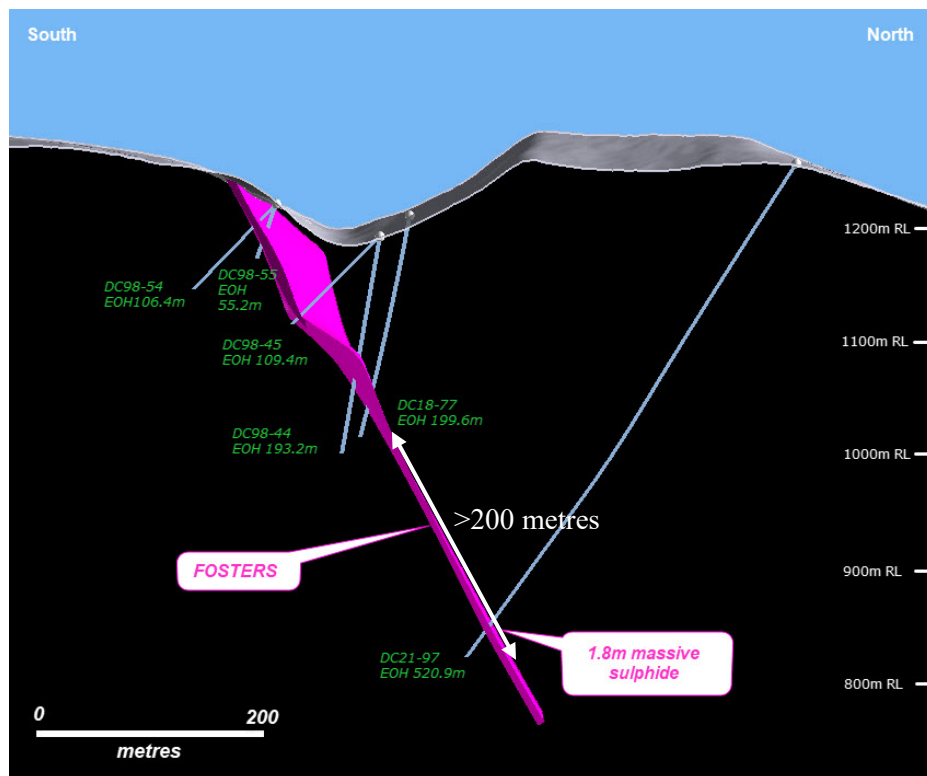 South
North
1200m RL
DC98-54
EOH106.4m
DC98-55
EOH
55.2m
DC98-45
EOH 109.4m
1100m RL
DC18-77
EOH 199.6m
DC98-44
EOH 193.2m
1000m RL
>200 metres
FOSTERS
900m RL
1.8m massive
sulphide
DC21-97
EOH 520.9m
800m RL
0
200
metres